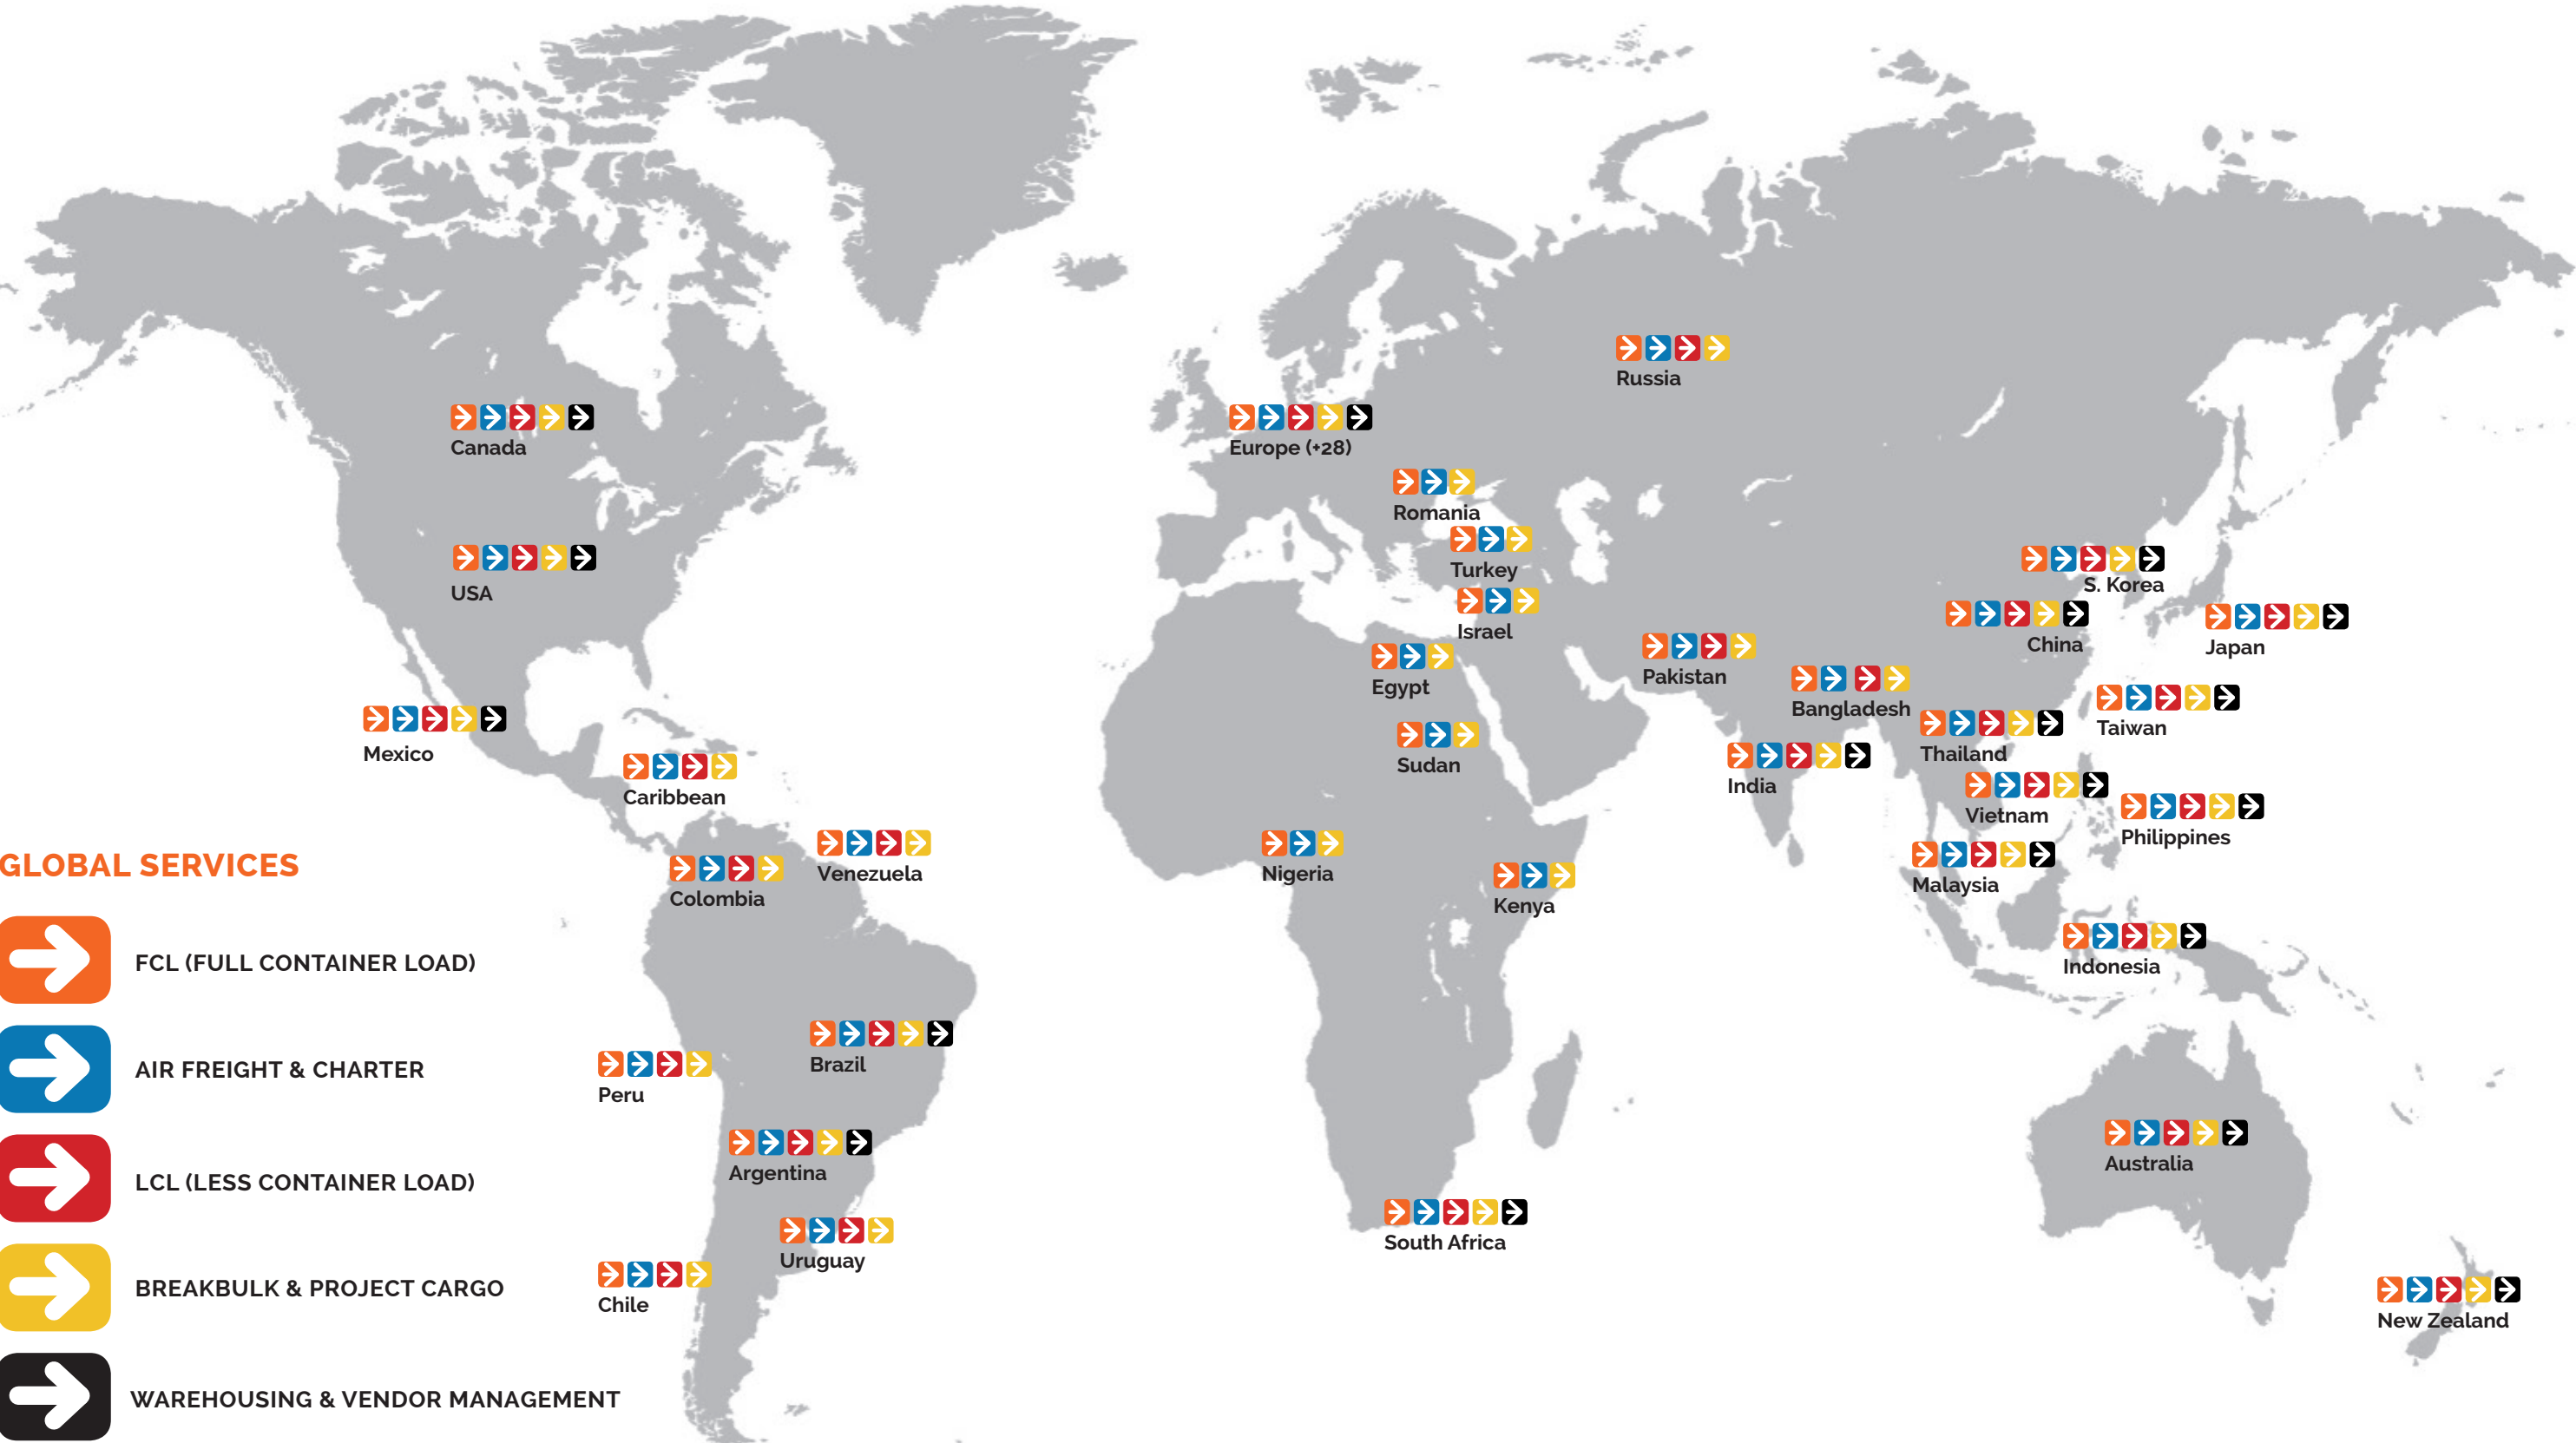 Russia
Canada
Europe (+28)
Romania
Turkey
USA
S. Korea
Israel
China
Japan
Pakistan
Egypt
Bangladesh
Taiwan
Mexico
Thailand
Sudan
India
Caribbean
Vietnam
Philippines
Venezuela
Nigeria
Malaysia
Colombia
Kenya
Indonesia
Brazil
Peru
Australia
Argentina
South Africa
Uruguay
Chile
New Zealand
GLOBAL SERVICES
FCL (FULL CONTAINER LOAD)
AIR FREIGHT & CHARTER
LCL (LESS CONTAINER LOAD)
BREAKBULK & PROJECT CARGO
WAREHOUSING & VENDOR MANAGEMENT